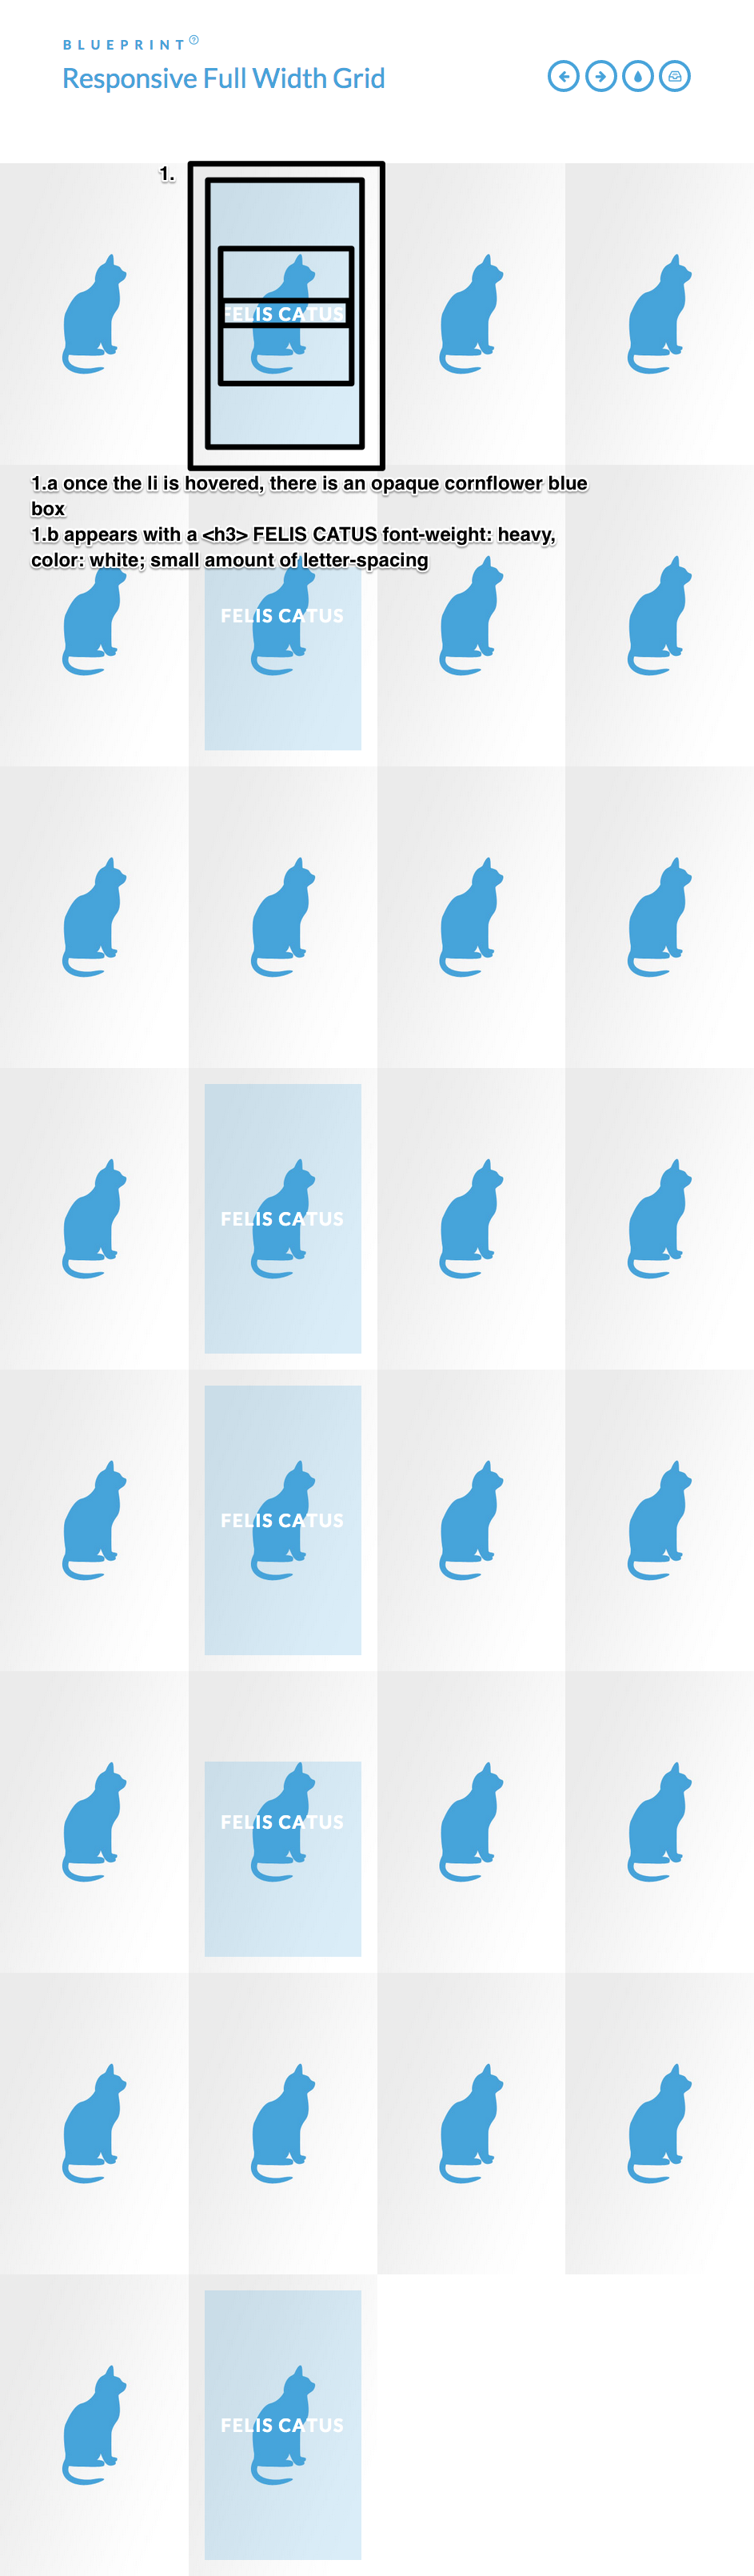 BLUEPRINT?
Responsive Full Width Grid
1.
FELIS CATUS
1.a once the li is hovered, there is an opaque cornflower blue
box
1.b appears with a <h3> FELIS CATUS font-weight: heavy,
color: white; small amount of letter-spacing
FELIS CATUS
FELIS CATUS
FELIS CATUS
FELIS CATUS
FELIS CATUS